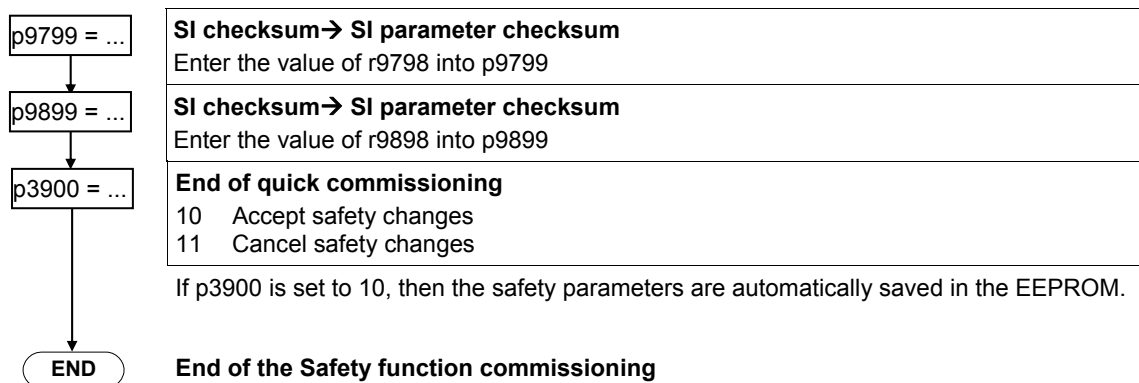 p9799 = ...
SI checksum→ SI parameter checksum
Enter the value of r9798 into p9799
p9899 = ...
SI checksum→ SI parameter checksum
Enter the value of r9898 into p9899
p3900 = ...
End of quick commissioning
10 Accept safety changes
11 Cancel safety changes
If p3900 is set to 10, then the safety parameters are automatically saved in the EEPROM.
END
End of the Safety function commissioning